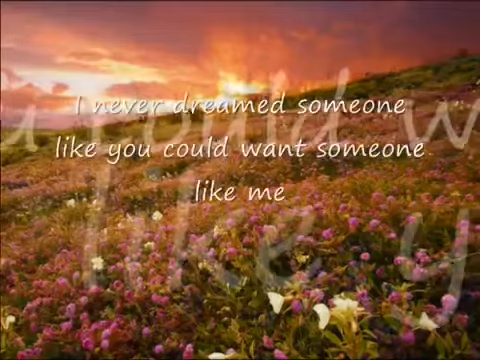 I never dreamed someone
like you could want someone
like me